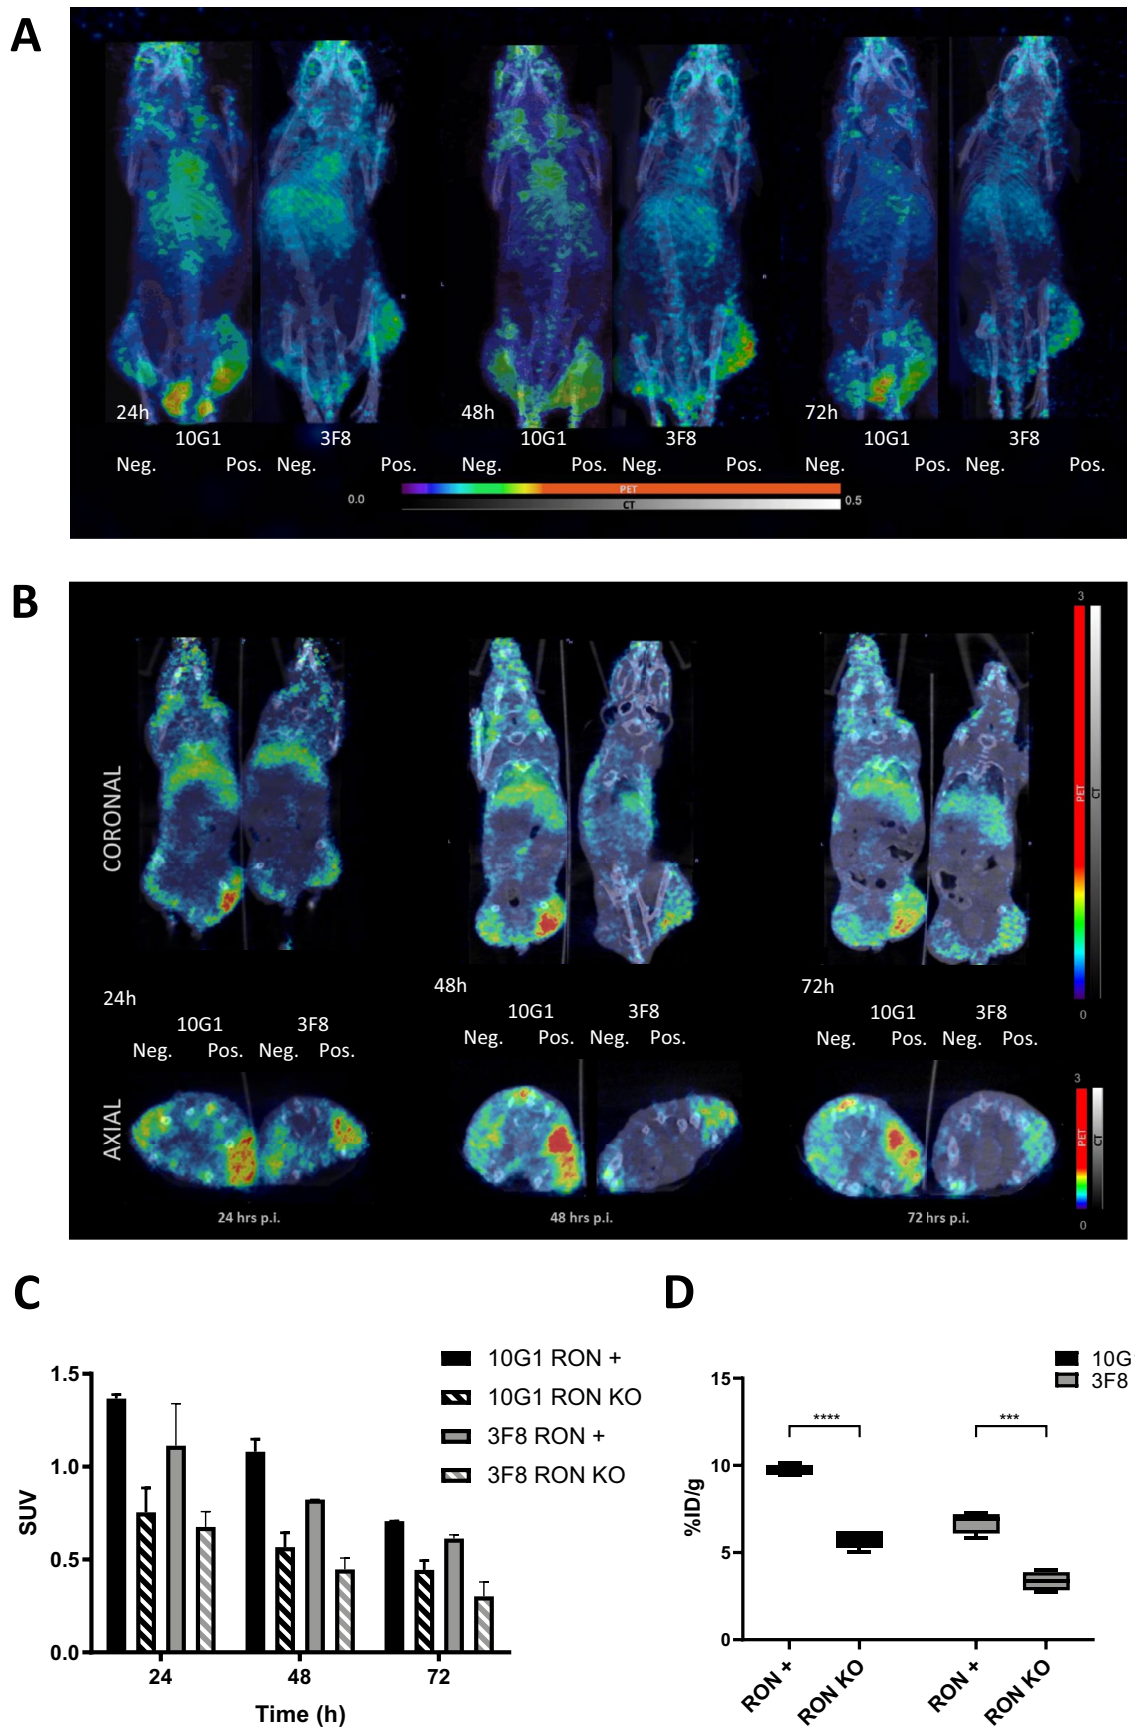 A
24h
48h
72h
10G1 3F8 10G1 3F8 10G1 3F8
Neg. Pos. Neg. Pos. Neg. Pos. Neg. Pos. Neg. Pos. Neg. Pos.
0.0 PET 0.5
CT
B
3
PET
CT
0
CORONAL
24h
48h
72h
10G1 3F8 10G1 3F8 10G1 3F8
Neg. Pos. Neg. Pos. Neg. Pos. Neg. Pos. Neg. Pos. Neg. Pos.
3
PET
CT
0
AXIAL
24 hrs p.i. 48 hrs p.i. 72 hrs p.i.
C
10G1 RON +
10G1 RON KO
3F8 RON +
3F8 RON KO
1.5
1.0
0.5
0.0
SUV
24 48 72
Time (h)
D
10G
3F8
15
10
5
0
%ID/g
**** ***
RON + RON KO RON + RON KO